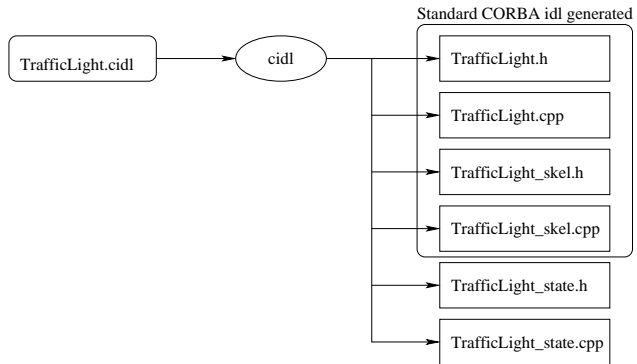 Standard CORBA idl generated
TrafficLight.cidl
cidl
TrafficLight.h
TrafficLight.cpp
TrafficLight_skel.h
TrafficLight_skel.cpp
TrafficLight_state.h
TrafficLight_state.cpp